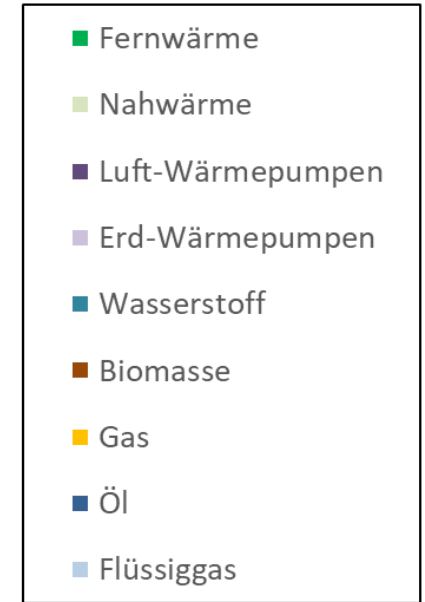 Fernwärme
Nahwärme
Luft-Wärmepumpen
Erd-Wärmepumpen
Wasserstoff
Biomasse
Gas
Öl
Flüssiggas